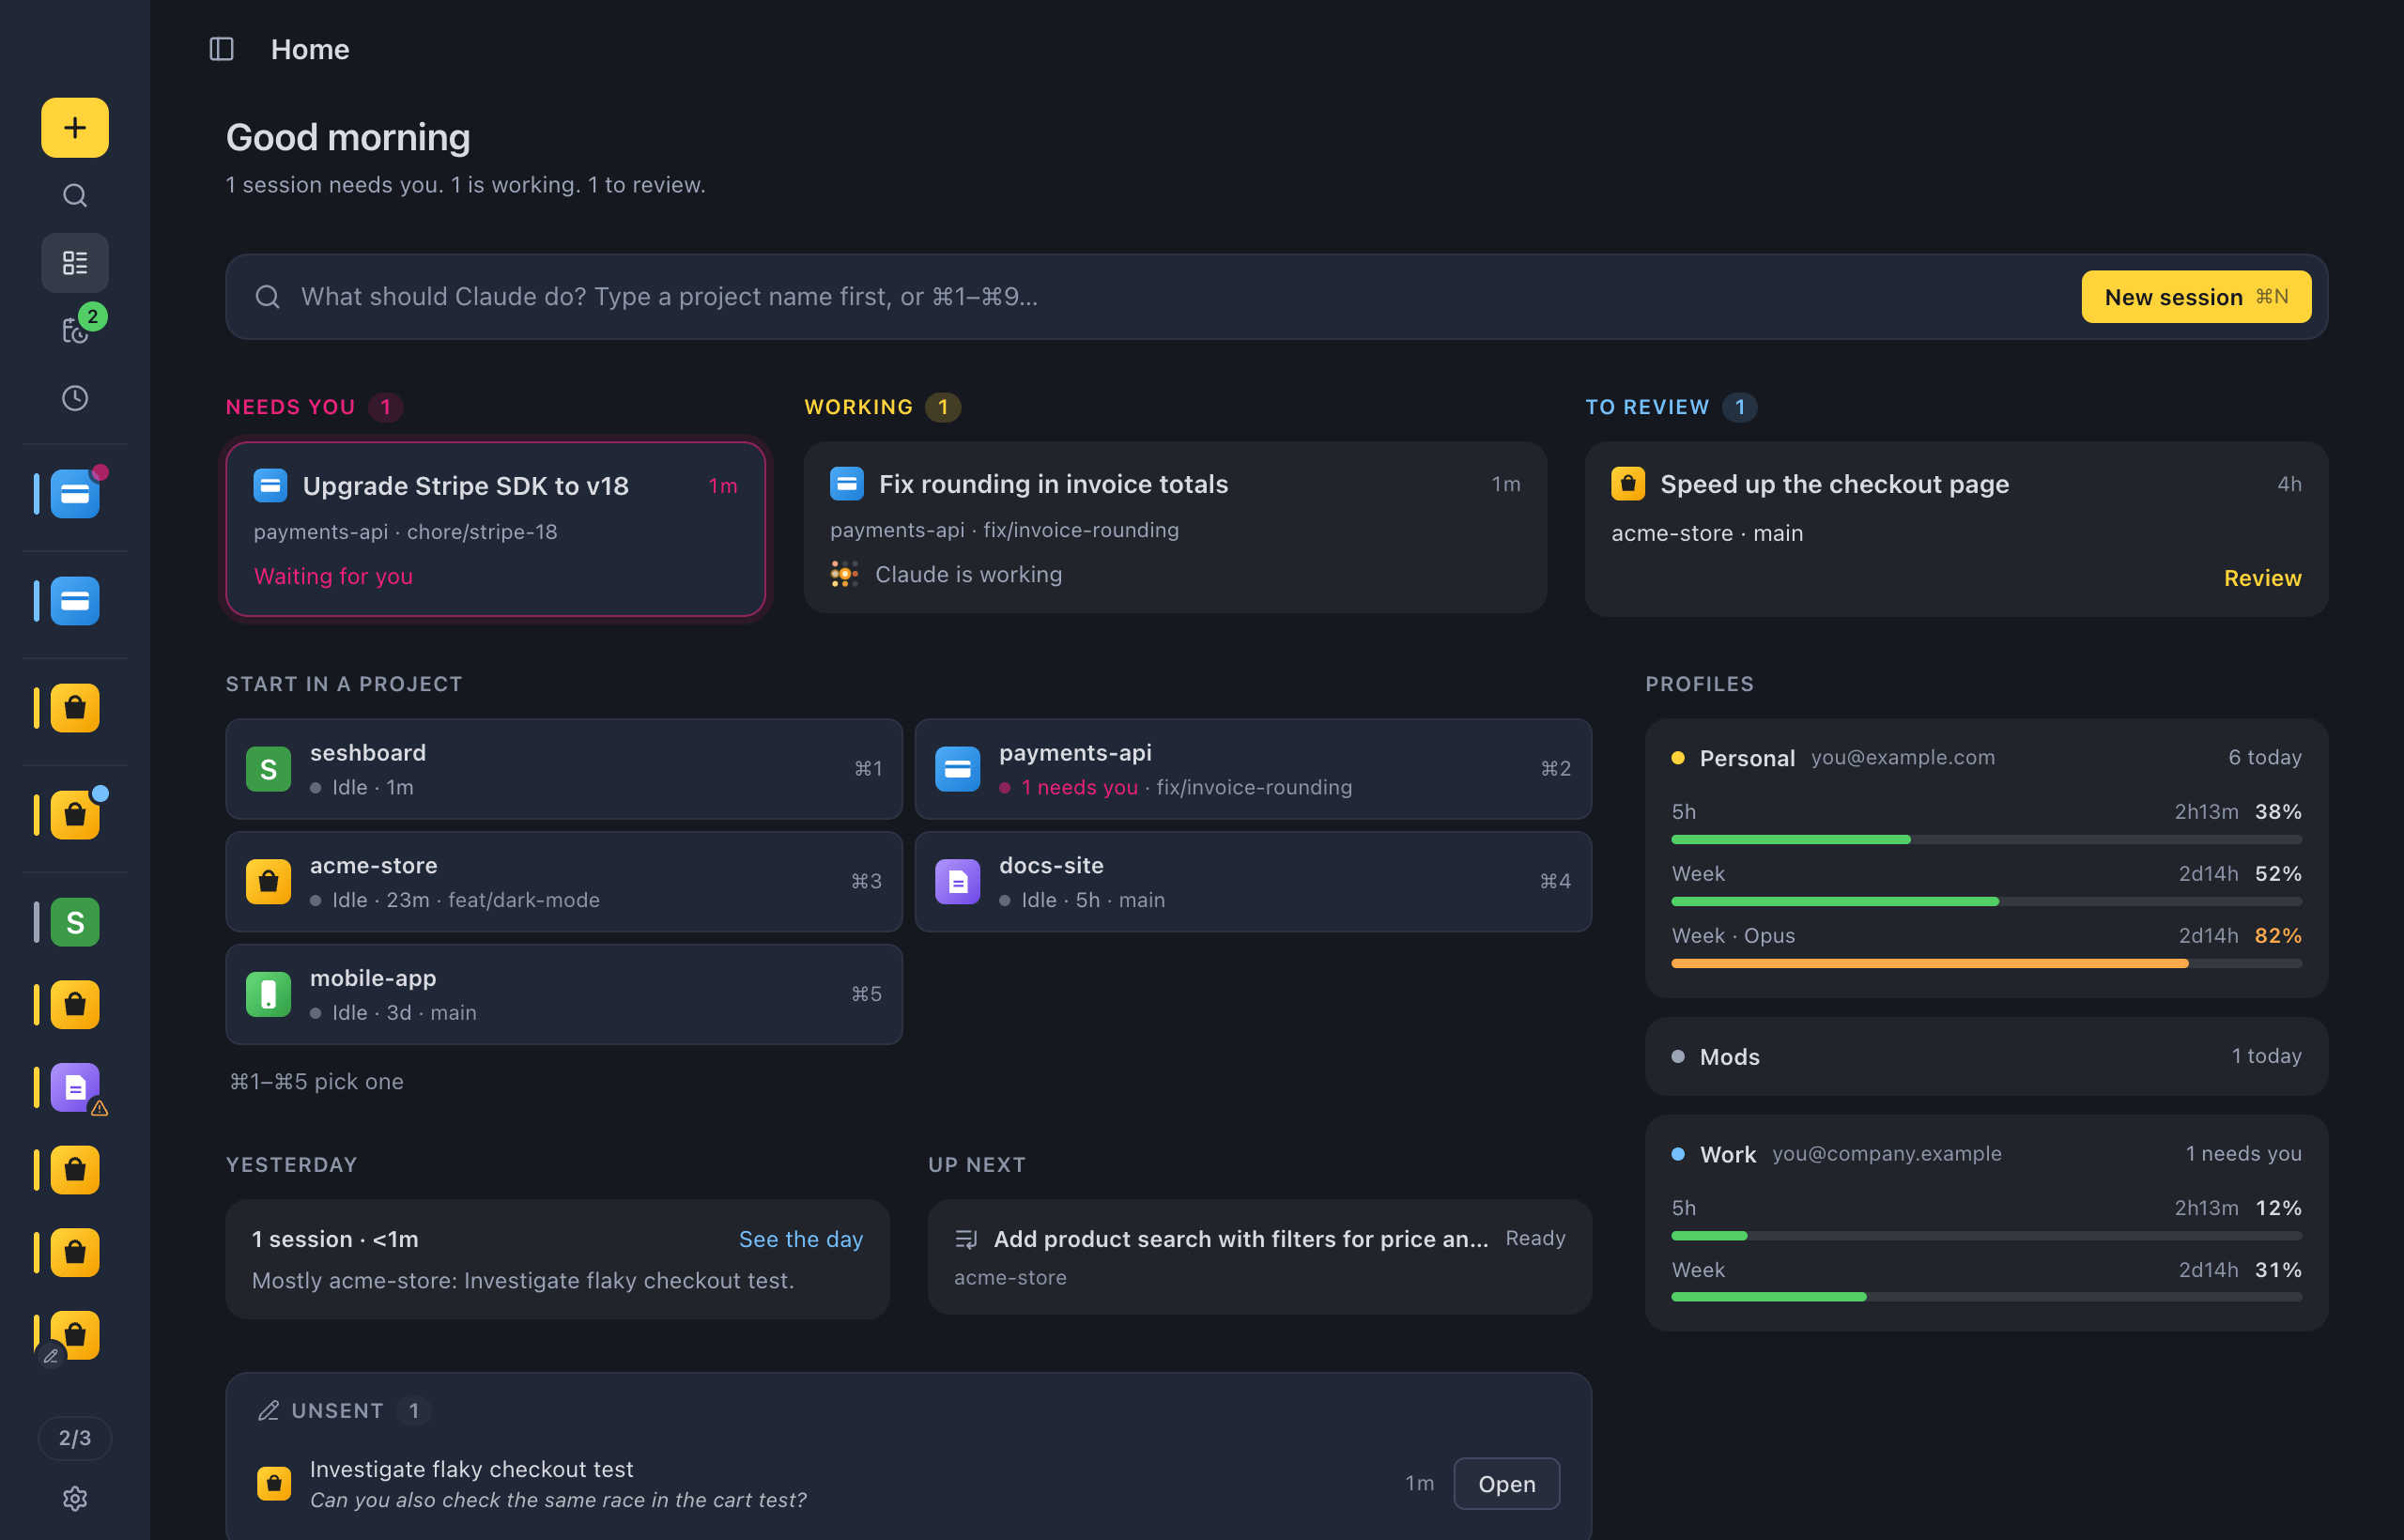 Home
Good morning
1 session needs you. 1 is working. 1 to review.
What should Claude do? Type a project name first, or ⌘1–⌘9...
New session ⌘N
2
NEEDS YOU 1
Upgrade Stripe SDK to v18 1m
payments-api · chore/stripe-18
Waiting for you
WORKING 1
Fix rounding in invoice totals 1m
payments-api · fix/invoice-rounding
Claude is working
TO REVIEW 1
Speed up the checkout page 4h
acme-store · main
Review
START IN A PROJECT
S seshboard ⌘1
Idle · 1m
payments-api ⌘2
1 needs you · fix/invoice-rounding
acme-store ⌘3
Idle · 23m · feat/dark-mode
docs-site ⌘4
Idle · 5h · main
mobile-app ⌘5
Idle · 3d · main
⌘1–⌘5 pick one
PROFILES
Personal you@example.com 6 today
5h 2h13m 38%
Week 2d14h 52%
Week · Opus 2d14h 82%
Mods 1 today
Work you@company.example 1 needs you
5h 2h13m 12%
Week 2d14h 31%
YESTERDAY
1 session · <1m See the day
Mostly acme-store: Investigate flaky checkout test.
UP NEXT
Add product search with filters for price an... Ready
acme-store
UNSENT 1
Investigate flaky checkout test
Can you also check the same race in the cart test?
1m Open
S
2/3